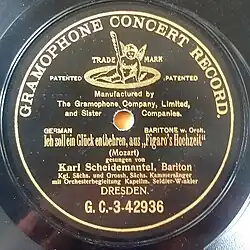 GRAMOPHONE CONCERT RECORD.
TRADE MARK
PATENTED PATENTED
Manufactured by
The Gramophone Company, Limited,
and Sister Companies.
GERMAN BARITONE w. Orch.
Ich soll ein Glück entbehren, aus „Figaro's Hochzeit"
(Mozart)
gesungen von
Karl Scheidemantel, Bariton
Kgl. Sächs. und Grossh. Sächs. Kammersänger
mit Orchesterbegleitung Kapellm. Seidler-Winkler
DRESDEN.
G.C.-3-42936